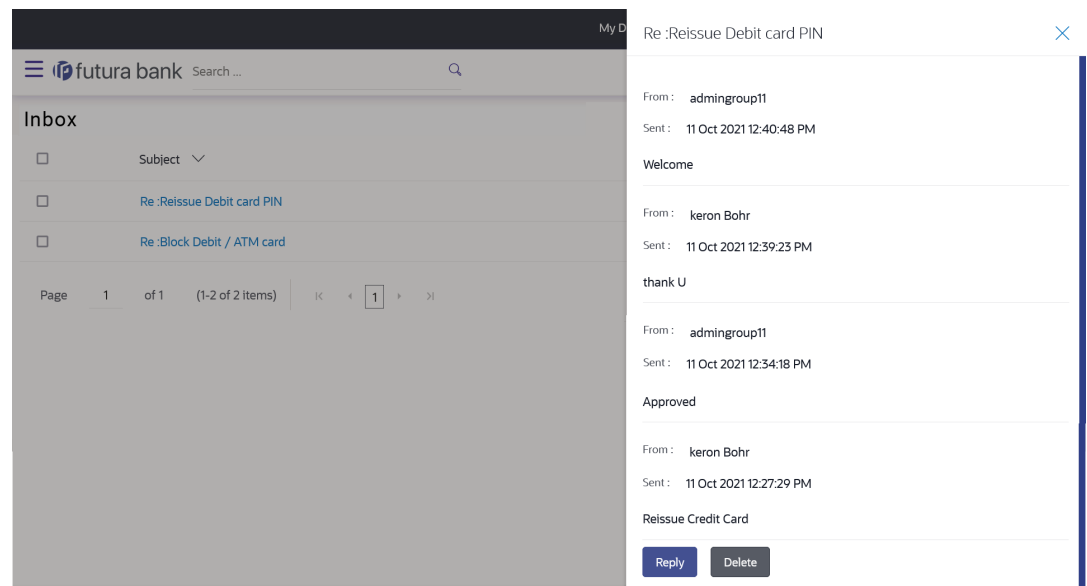 My D
futura bank Search ...
Inbox
Subject
Re :Reissue Debit card PIN
Re :Block Debit / ATM card
Page 1 of 1 (1-2 of 2 items) 1
Re :Reissue Debit card PIN
From : admingroup11
Sent : 11 Oct 2021 12:40:48 PM
Welcome
From : keron Bohr
Sent : 11 Oct 2021 12:39:23 PM
thank U
From : admingroup11
Sent : 11 Oct 2021 12:34:18 PM
Approved
From : keron Bohr
Sent : 11 Oct 2021 12:27:29 PM
Reissue Credit Card
Reply Delete